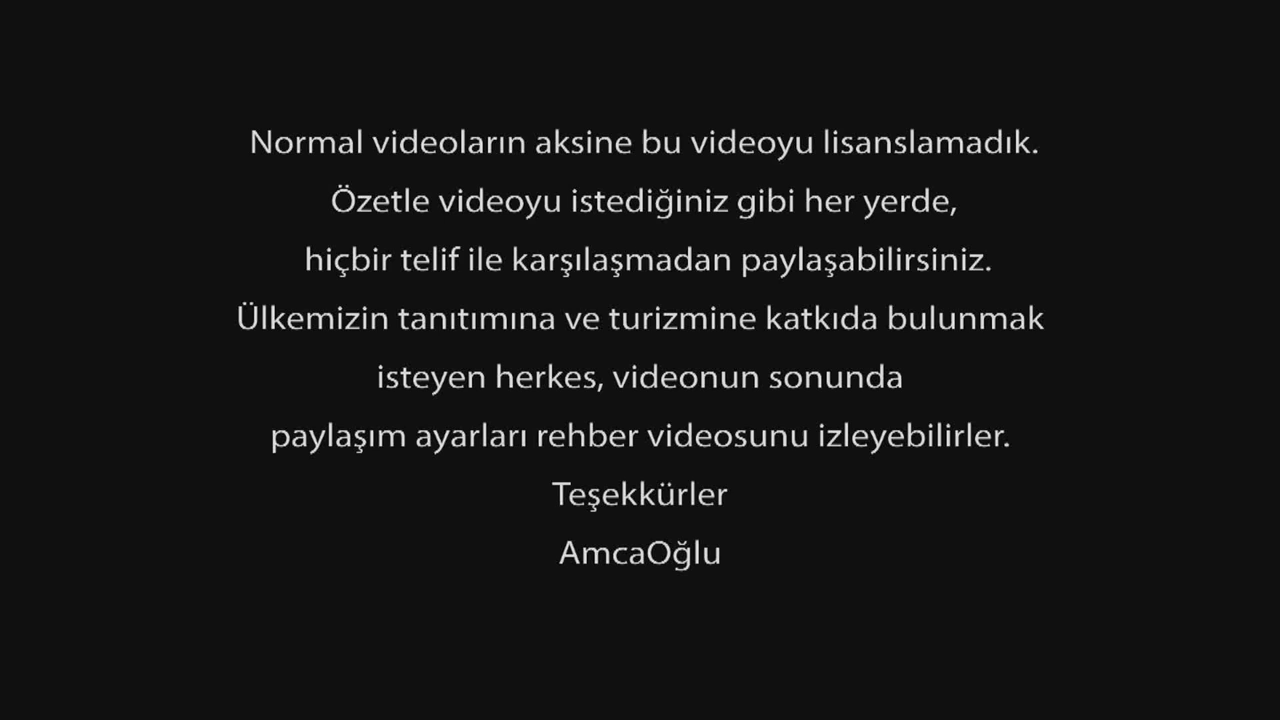 Normal videoların aksine bu videoyu lisanslamadık.
Özetle videoyu istediğiniz gibi her yerde,
hiçbir telif ile karşılaşmadan paylaşabilirsiniz.
Ülkemizin tanıtımına ve turizmine katkıda bulunmak
isteyen herkes, videonun sonunda
paylaşım ayarları rehber videosunu izleyebilirler.
Teşekkürler
AmcaOğlu